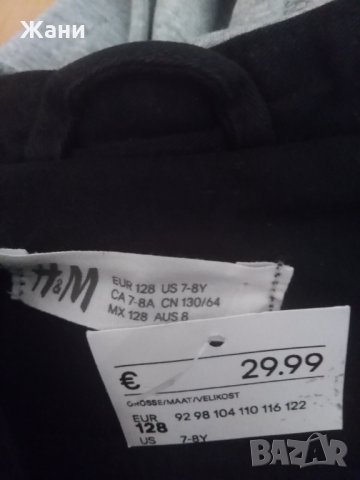 Жани
H&M
EUR 128 US 7-8Y
CA 7-8A CN 130/64
MX 128 AUS 8
€ 29.99
GRÖSSE/MAAT/VELIKOST
EUR 92 98 104 110 116 122
128
US 7-8Y
BAZAR